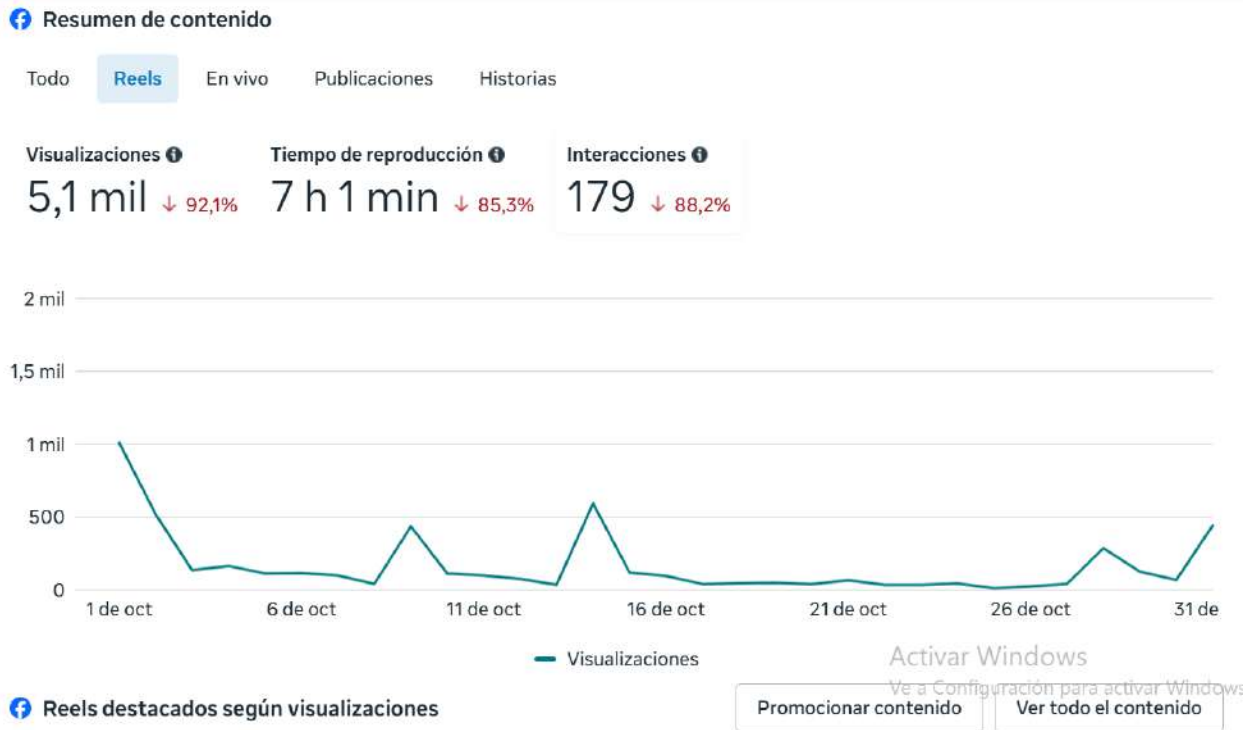 Resumen de contenido
Todo Reels En vivo Publicaciones Historias
Visualizaciones Tiempo de reproducción Interacciones
5,1 mil ↓ 92,1% 7 h 1 min ↓ 85,3% 179 ↓ 88,2%
2 mil
1,5 mil
1 mil
500
0
1 de oct 6 de oct 11 de oct 16 de oct 21 de oct 26 de oct 31 de
Visualizaciones
Activar Windows
Ve a Configuración para activar Windows
Reels destacados según visualizaciones Promocionar contenido Ver todo el contenido